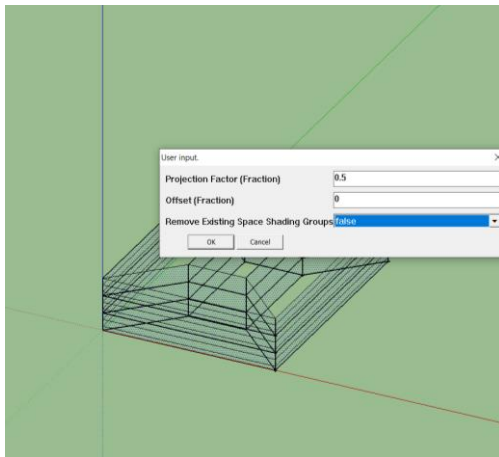 User input.
Projection Factor (Fraction) 0.5
Offset (Fraction) 0
Remove Existing Space Shading Groups false
OK Cancel